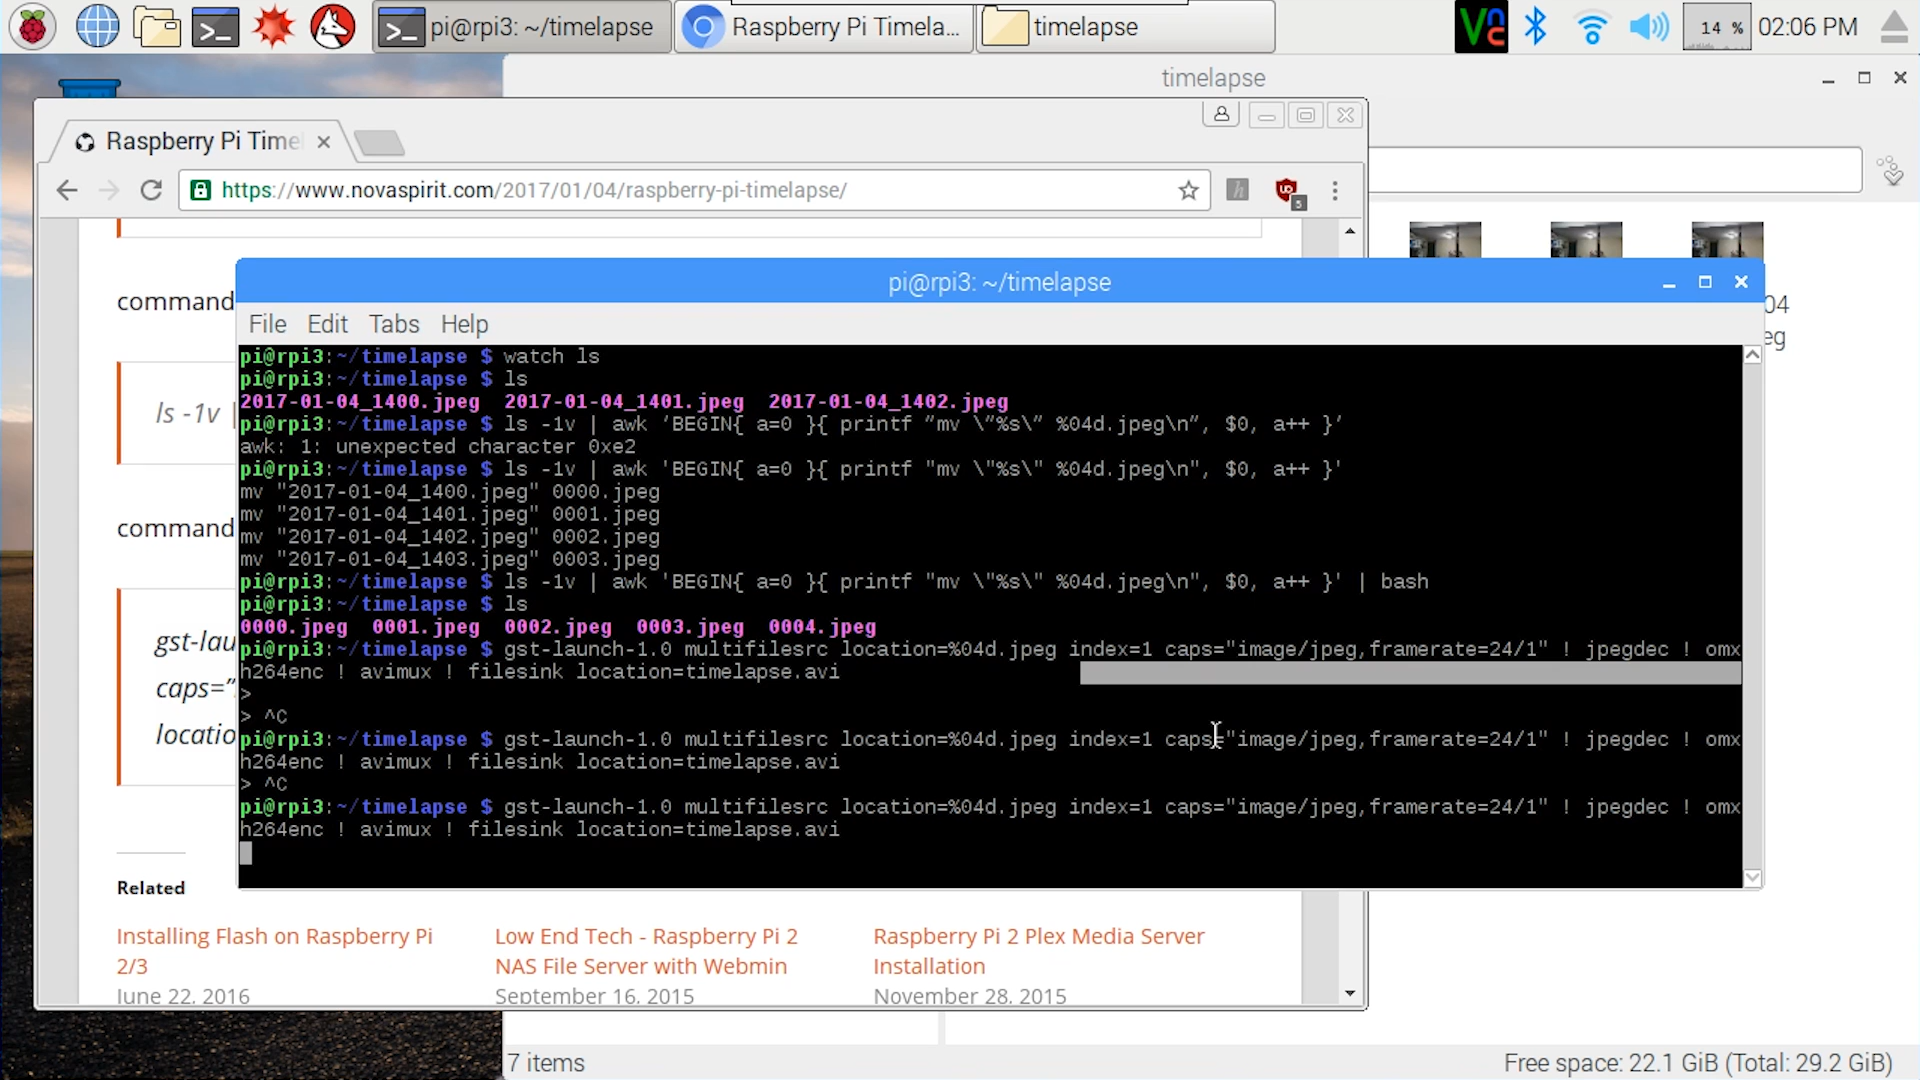 pi@rpi3: ~/timelapse
Raspberry Pi Timela...
timelapse
VNC
14 %
02:06 PM
timelapse
Raspberry Pi Time
https://www.novaspirit.com/2017/01/04/raspberry-pi-timelapse/
h
5
04
eg
command
ls -1v |
command
gst-lau
caps="
locatio
pi@rpi3: ~/timelapse
File Edit Tabs Help
pi@rpi3:~/timelapse $ watch ls
pi@rpi3:~/timelapse $ ls
2017-01-04_1400.jpeg 2017-01-04_1401.jpeg 2017-01-04_1402.jpeg
pi@rpi3:~/timelapse $ ls -1v | awk ‘BEGIN{ a=0 }{ printf “mv \”%s\” %04d.jpeg\n”, $0, a++ }’
awk: 1: unexpected character 0xe2
pi@rpi3:~/timelapse $ ls -1v | awk 'BEGIN{ a=0 }{ printf "mv \"%s\" %04d.jpeg\n", $0, a++ }'
mv "2017-01-04_1400.jpeg" 0000.jpeg
mv "2017-01-04_1401.jpeg" 0001.jpeg
mv "2017-01-04_1402.jpeg" 0002.jpeg
mv "2017-01-04_1403.jpeg" 0003.jpeg
pi@rpi3:~/timelapse $ ls -1v | awk 'BEGIN{ a=0 }{ printf "mv \"%s\" %04d.jpeg\n", $0, a++ }' | bash
pi@rpi3:~/timelapse $ ls
0000.jpeg 0001.jpeg 0002.jpeg 0003.jpeg 0004.jpeg
pi@rpi3:~/timelapse $ gst-launch-1.0 multifilesrc location=%04d.jpeg index=1 caps="image/jpeg,framerate=24/1" ! jpegdec ! omx
h264enc ! avimux ! filesink location=timelapse.avi
>
> ^C
pi@rpi3:~/timelapse $ gst-launch-1.0 multifilesrc location=%04d.jpeg index=1 caps="image/jpeg,framerate=24/1" ! jpegdec ! omx
h264enc ! avimux ! filesink location=timelapse.avi
> ^C
pi@rpi3:~/timelapse $ gst-launch-1.0 multifilesrc location=%04d.jpeg index=1 caps="image/jpeg,framerate=24/1" ! jpegdec ! omx
h264enc ! avimux ! filesink location=timelapse.avi
Related
Installing Flash on Raspberry Pi
2/3
June 22, 2016
Low End Tech - Raspberry Pi 2
NAS File Server with Webmin
September 16, 2015
Raspberry Pi 2 Plex Media Server
Installation
November 28, 2015
7 items
Free space: 22.1 GiB (Total: 29.2 GiB)